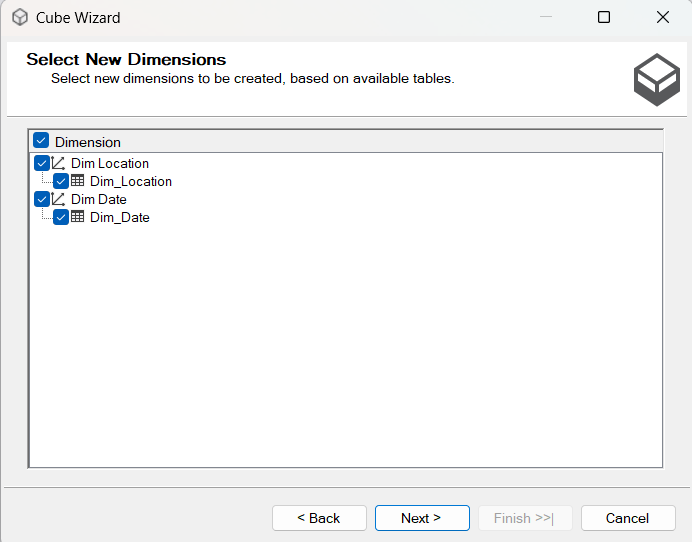 Cube Wizard
Select New Dimensions
Select new dimensions to be created, based on available tables.
Dimension
Dim Location
Dim_Location
Dim Date
Dim_Date
< Back
Next >
Finish >>|
Cancel